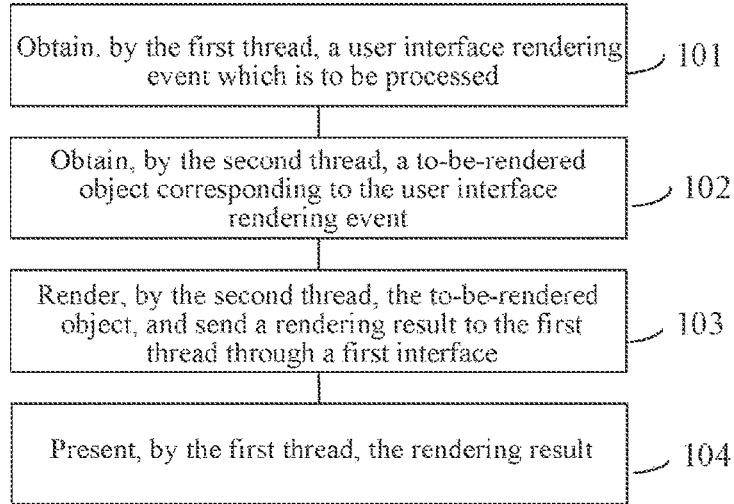 Obtain, by the first thread, a user interface rendering
event which is to be processed
101
Obtain, by the second thread, a to-be-rendered
object corresponding to the user interface
rendering event
102
Render, by the second thread, the to-be-rendered
object, and send a rendering result to the first
thread through a first interface
103
Present, by the first thread, the rendering result
104